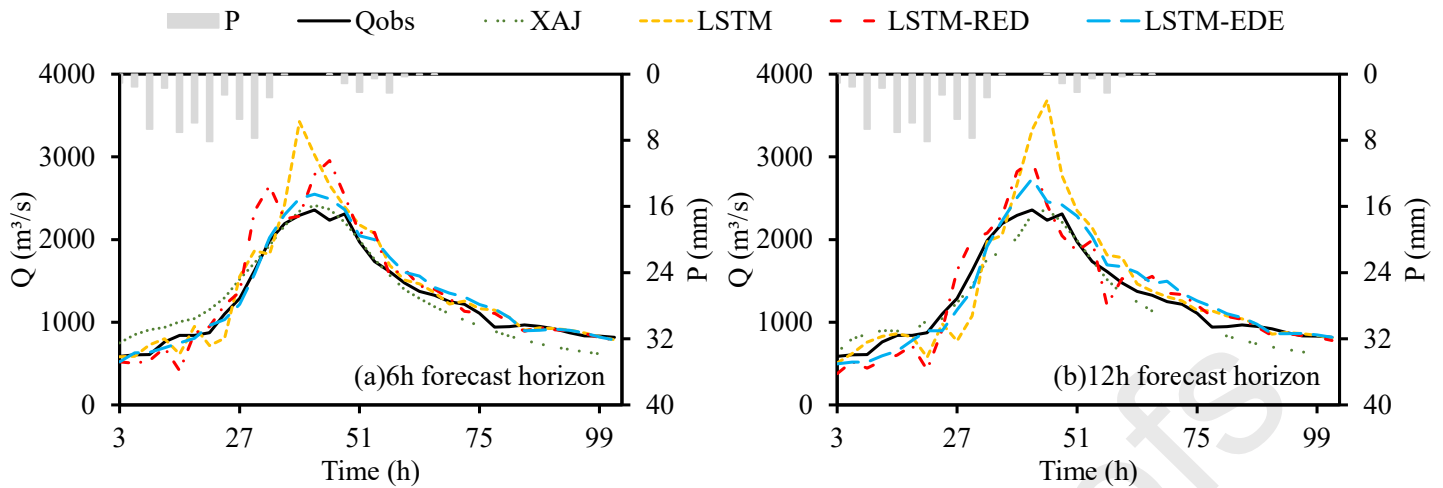 P Qobs XAJ LSTM LSTM-RED LSTM-EDE
4000 0 4000 0
3000 8 3000 8
2000 16 2000 16
24 24
1000 32 1000 32
0 40 0 40
Q (m³/s) P (mm) Q (m³/s) P (mm)
(a)6h forecast horizon (b)12h forecast horizon
3 27 51 75 99 3 27 51 75 99
Time (h) Time (h)